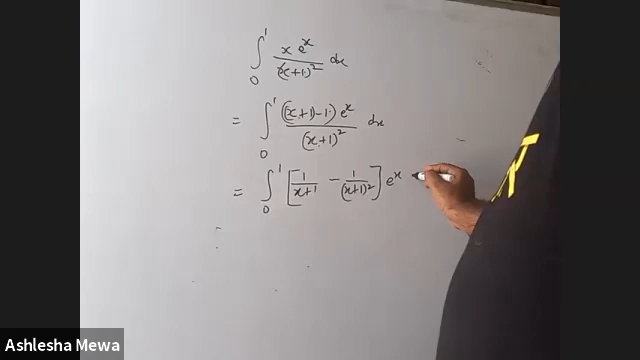 ∫₀¹ x eˣ/(x+1)² dx
= ∫₀¹ ((x+1)-1) eˣ/(x+1)² dx
= ∫₀¹ [1/(x+1) - 1/(x+1)²] eˣ
Ashlesha Mewa